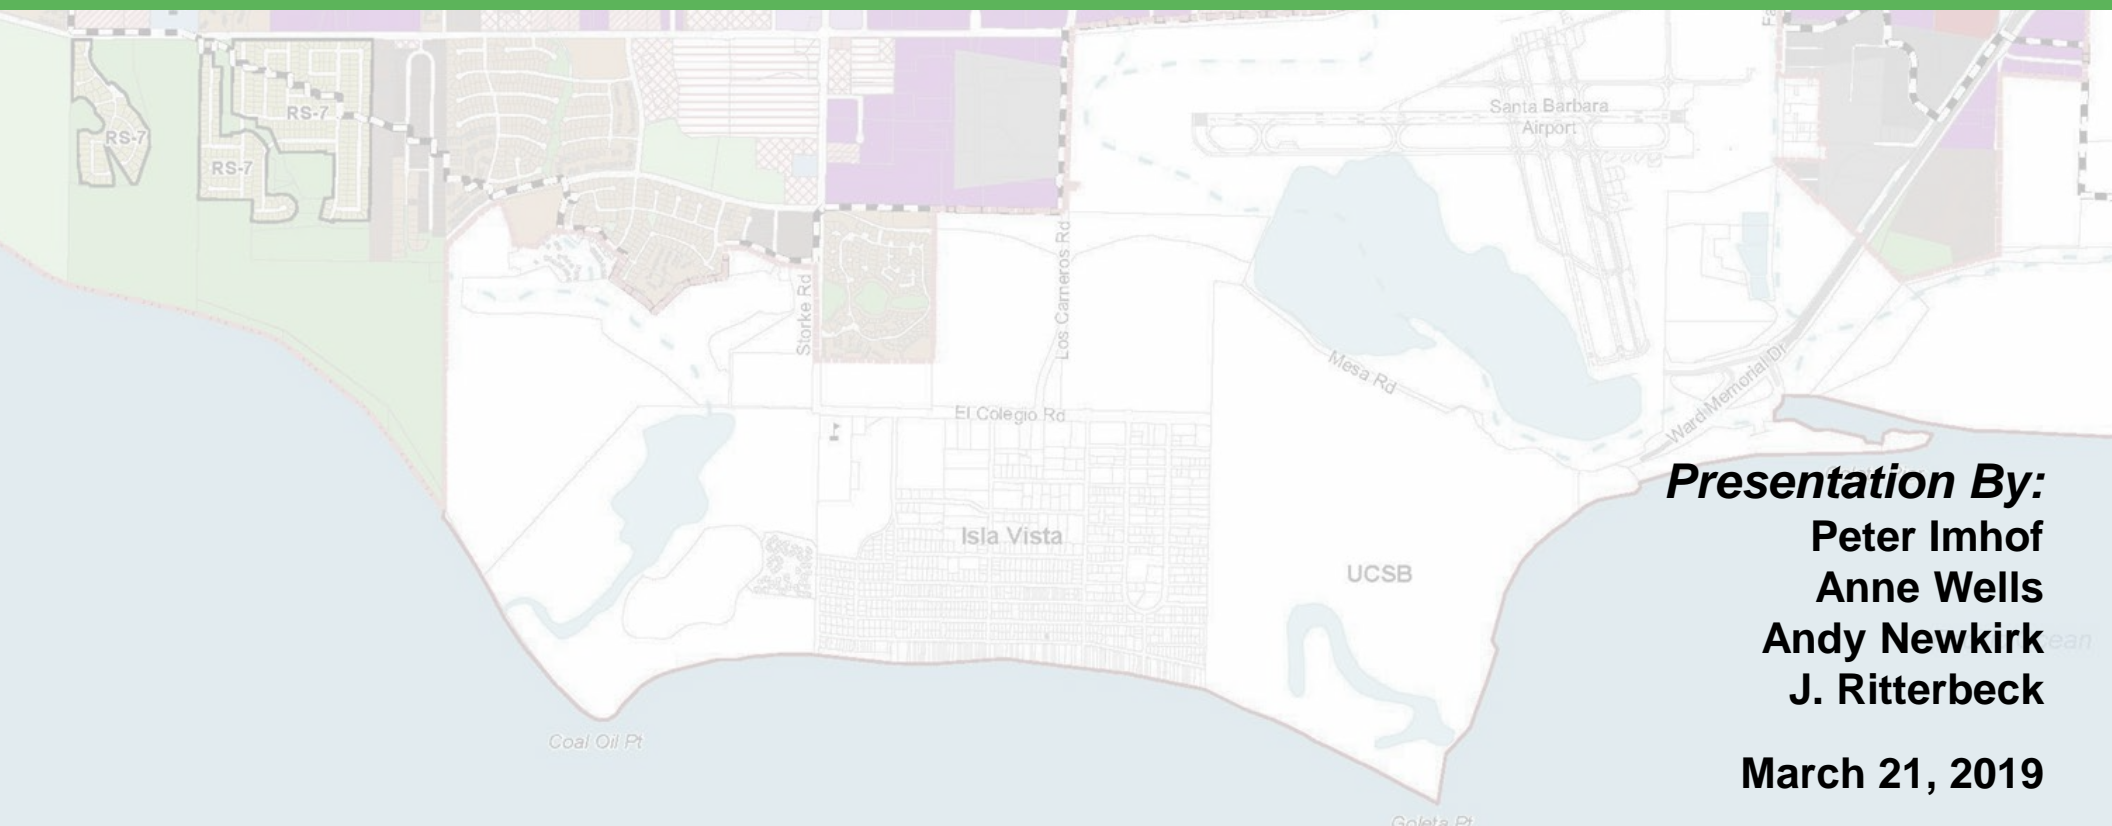 RS-7
RS-7
RS-7
Santa Barbara
Airport
Los Carneros Rd
Storke Rd
Mesa Rd
Ward Memorial Dr
El Colegio Rd
Presentation By:
Peter Imhof
Isla Vista
UCSB
Anne Wells
Andy Newkirk
J. Ritterbeck
Coal Oil Pt
March 21, 2019
Goleta Pt